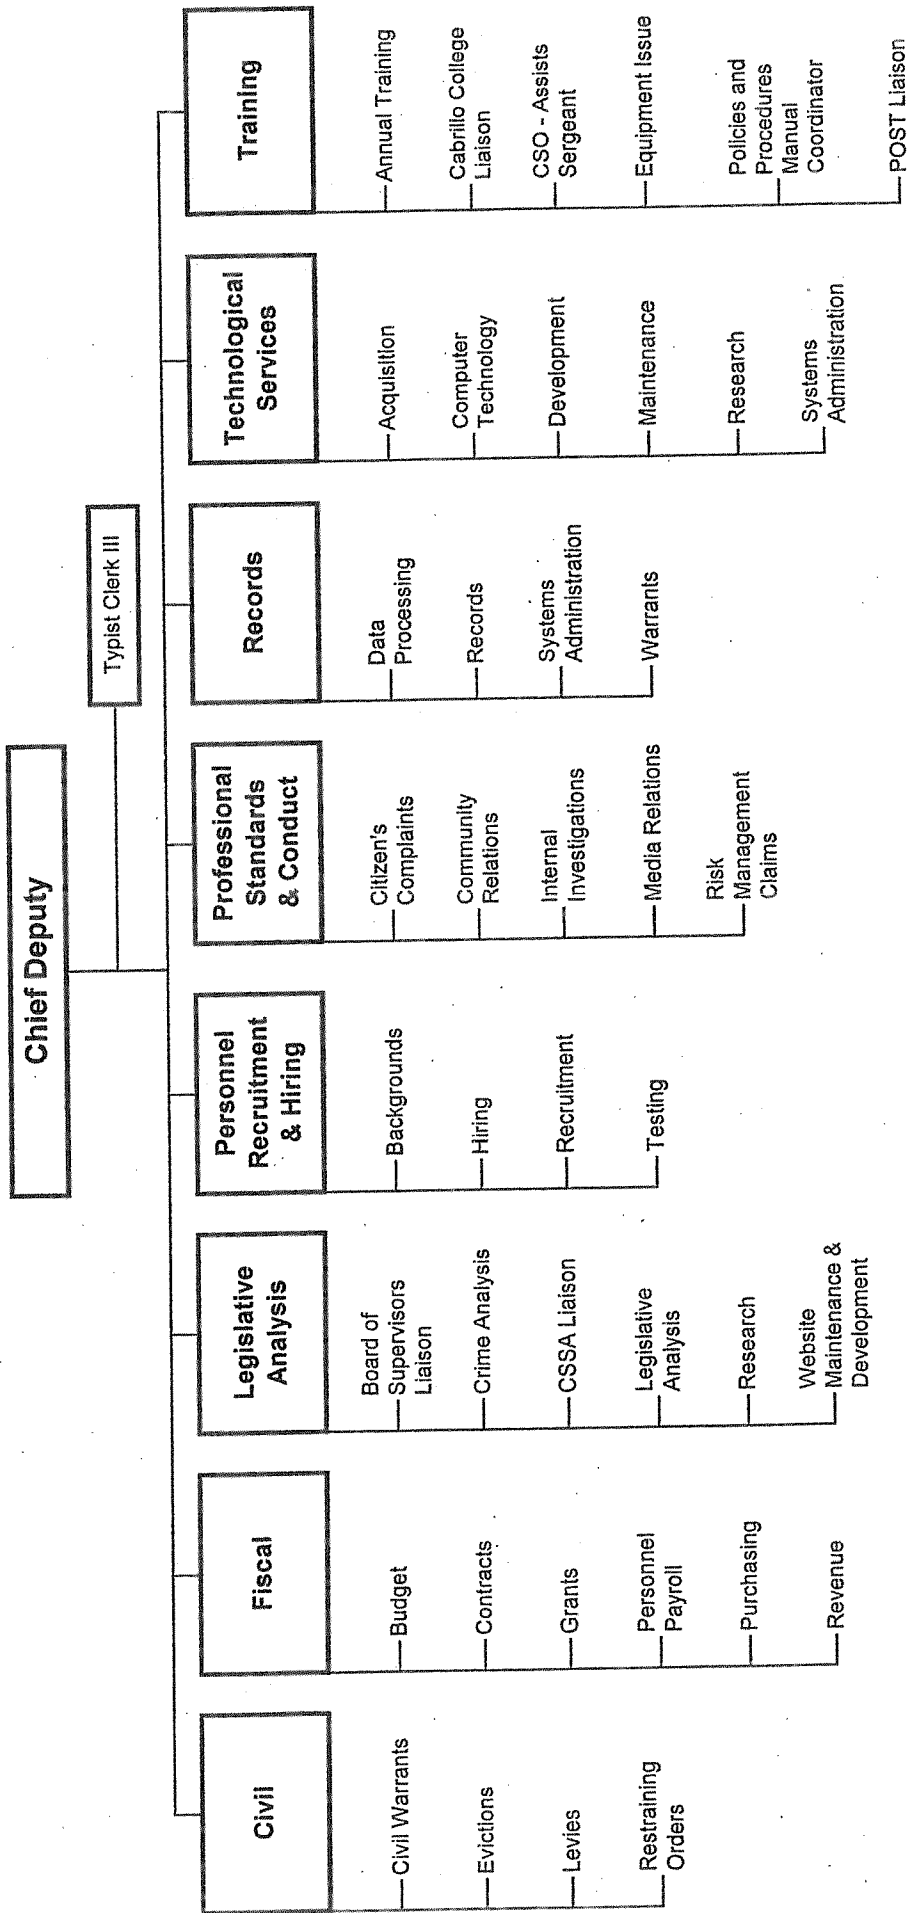 Chief Deputy
Typist Clerk III
Civil
Civil Warrants
Evictions
Levies
Restraining
Orders
Fiscal
Budget
Contracts
Grants
Personnel
Payroll
Purchasing
Revenue
Legislative
Analysis
Board of
Supervisors
Liaison
Crime Analysis
CSSA Liaison
Legislative
Analysis
Research
Website
Maintenance &
Development
Personnel
Recruitment
& Hiring
Backgrounds
Hiring
Recruitment
Testing
Professional
Standards
& Conduct
Citizen's
Complaints
Community
Relations
Internal
Investigations
Media Relations
Risk
Management
Claims
Records
Data
Processing
Records
Systems
Administration
Warrants
Technological
Services
Acquisition
Computer
Technology
Development
Maintenance
Research
Systems
Administration
Training
Annual Training
Cabrillo College
Liaison
CSO - Assists
Sergeant
Equipment Issue
Policies and
Procedures
Manual
Coordinator
POST Liaison